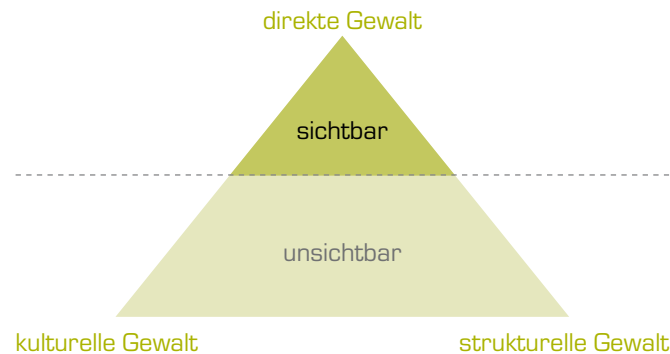 direkte Gewalt
sichtbar
unsichtbar
kulturelle Gewalt
strukturelle Gewalt